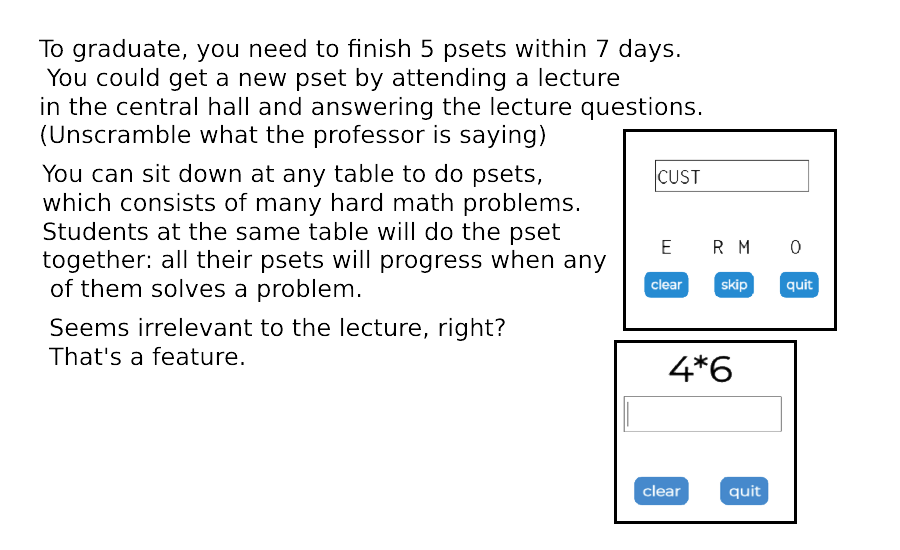 To graduate, you need to finish 5 psets within 7 days.
You could get a new pset by attending a lecture
in the central hall and answering the lecture questions.
(Unscramble what the professor is saying)
You can sit down at any table to do psets,
which consists of many hard math problems.
Students at the same table will do the pset
together: all their psets will progress when any
of them solves a problem.
Seems irrelevant to the lecture, right?
That's a feature.
CUST
E R M O
clear skip quit
4*6
clear quit